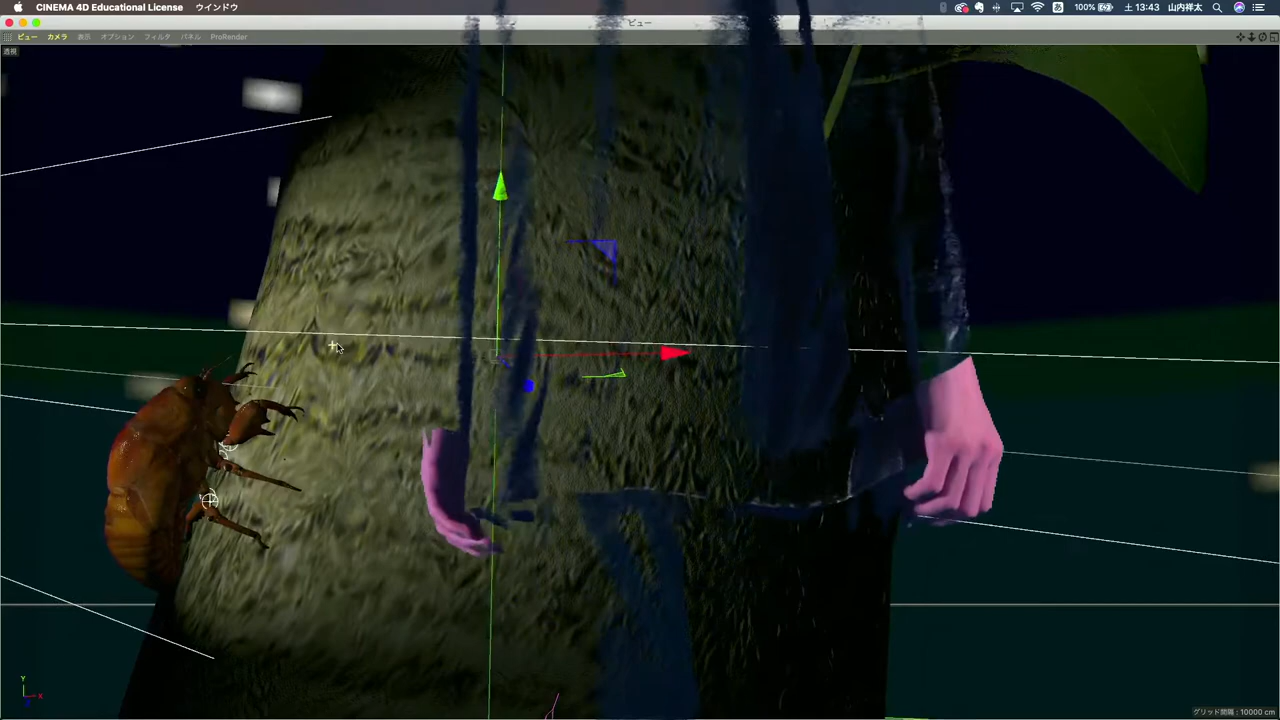 CINEMA 4D Educational License ウインドウ 100% 土 13:43 山内祥太
ビュー
ビュー カメラ 表示 オプション フィルタ パネル ProRender
透視
Y
X
グリッド間隔 : 10000 cm